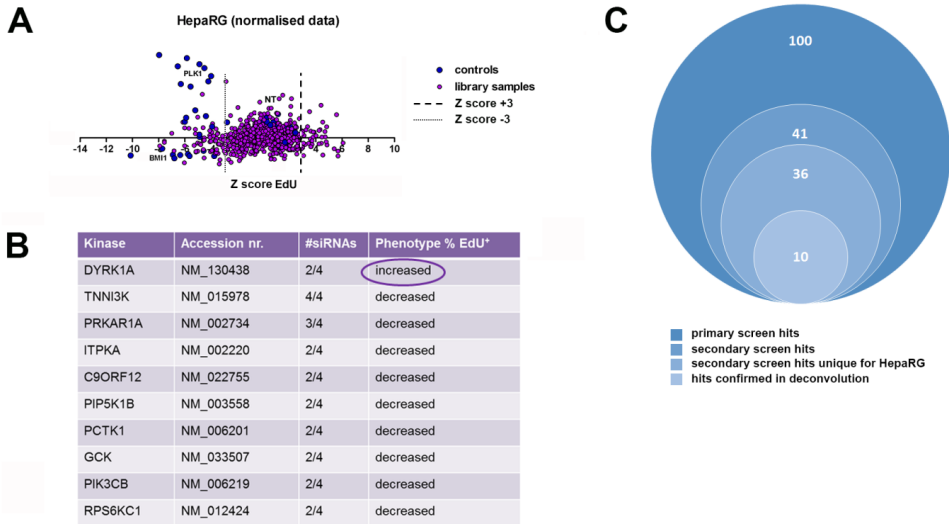 A
HepaRG (normalised data)
PLK1
NT
BMI1
-14 -12 -10 -8 -5 2 4 6 8 10
Z score EdU
controls
library samples
Z score +3
Z score -3
B
Kinase Accession nr. #siRNAs Phenotype % EdU+
DYRK1A NM_130438 2/4 increased
TNNI3K NM_015978 4/4 decreased
PRKAR1A NM_002734 3/4 decreased
ITPKA NM_002220 2/4 decreased
C9ORF12 NM_022755 2/4 decreased
PIP5K1B NM_003558 2/4 decreased
PCTK1 NM_006201 2/4 decreased
GCK NM_033507 2/4 decreased
PIK3CB NM_006219 2/4 decreased
RPS6KC1 NM_012424 2/4 decreased
C
100
41
36
10
primary screen hits
secondary screen hits
secondary screen hits unique for HepaRG
hits confirmed in deconvolution